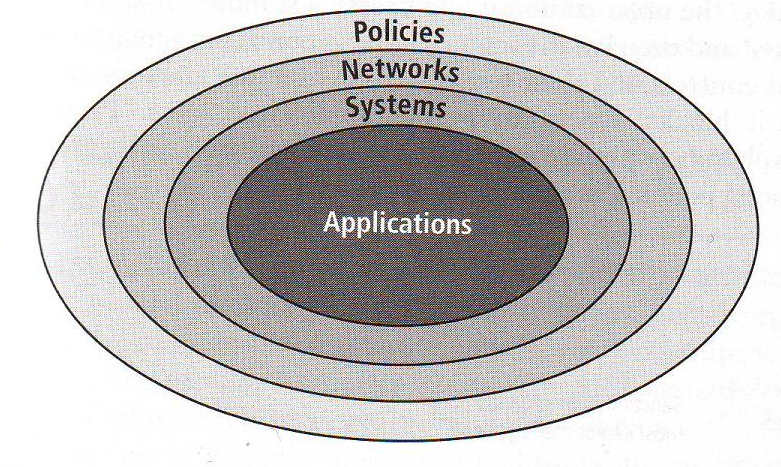 Policies
Networks
Systems
Applications